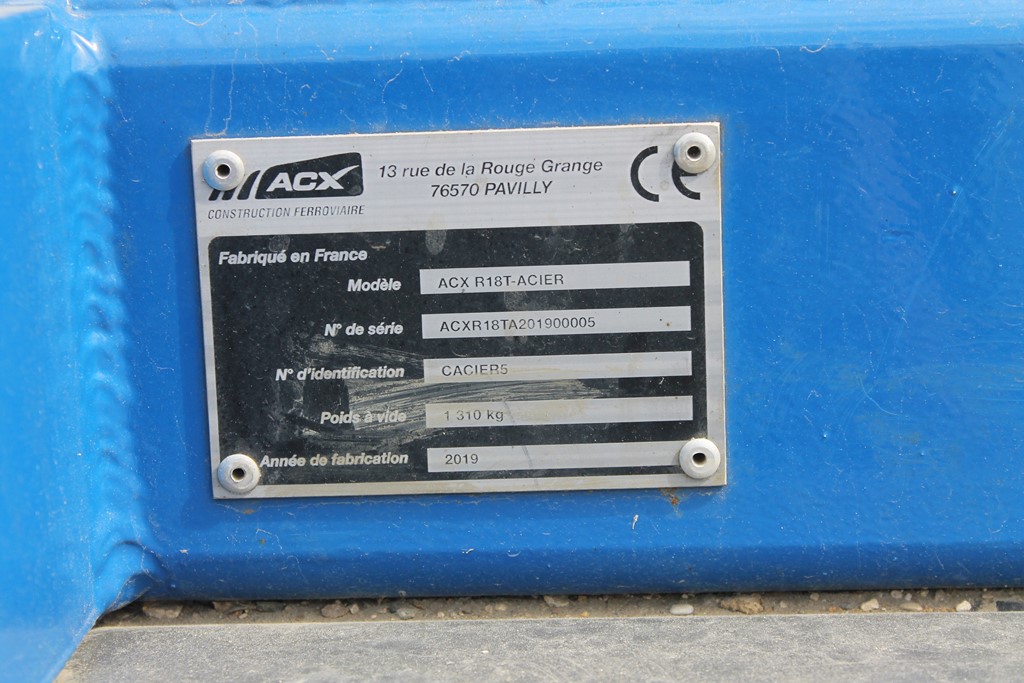 ACX
CONSTRUCTION FERROVIAIRE
13 rue de la Rouge Grange
76570 PAVILLY
CE
Fabriqué en France
Modèle ACX R18T-ACIER
N° de série ACXR18TA201900005
N° d'identification CACIER5
Poids à vide 1 310 kg
Année de fabrication 2019